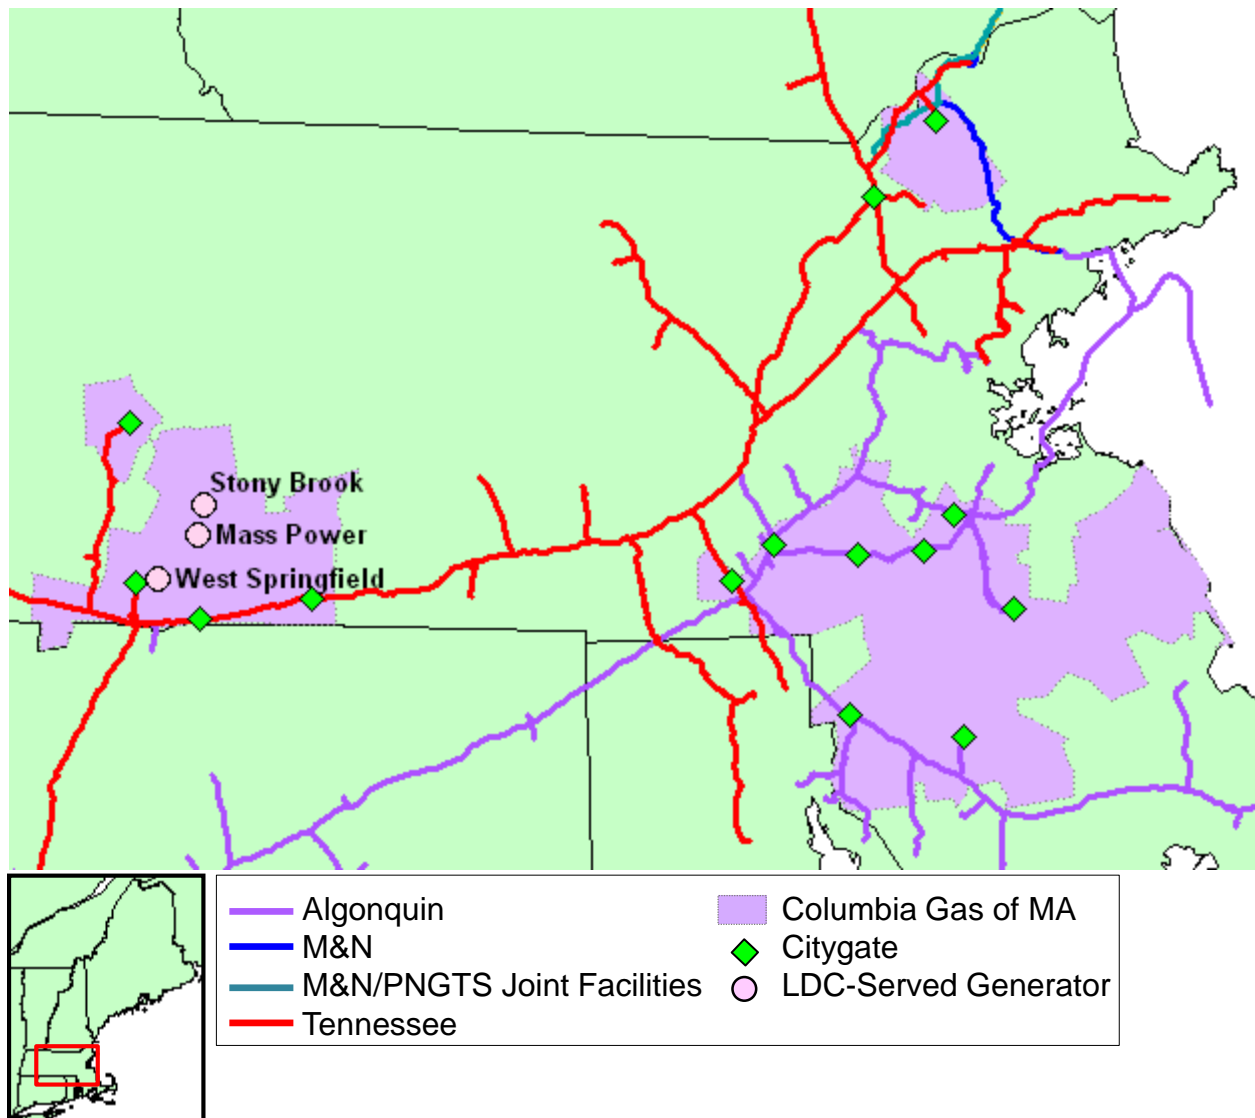 Stony Brook
Mass Power
West Springfield
Algonquin
M&N
M&N/PNGTS Joint Facilities
Tennessee
Columbia Gas of MA
Citygate
LDC-Served Generator